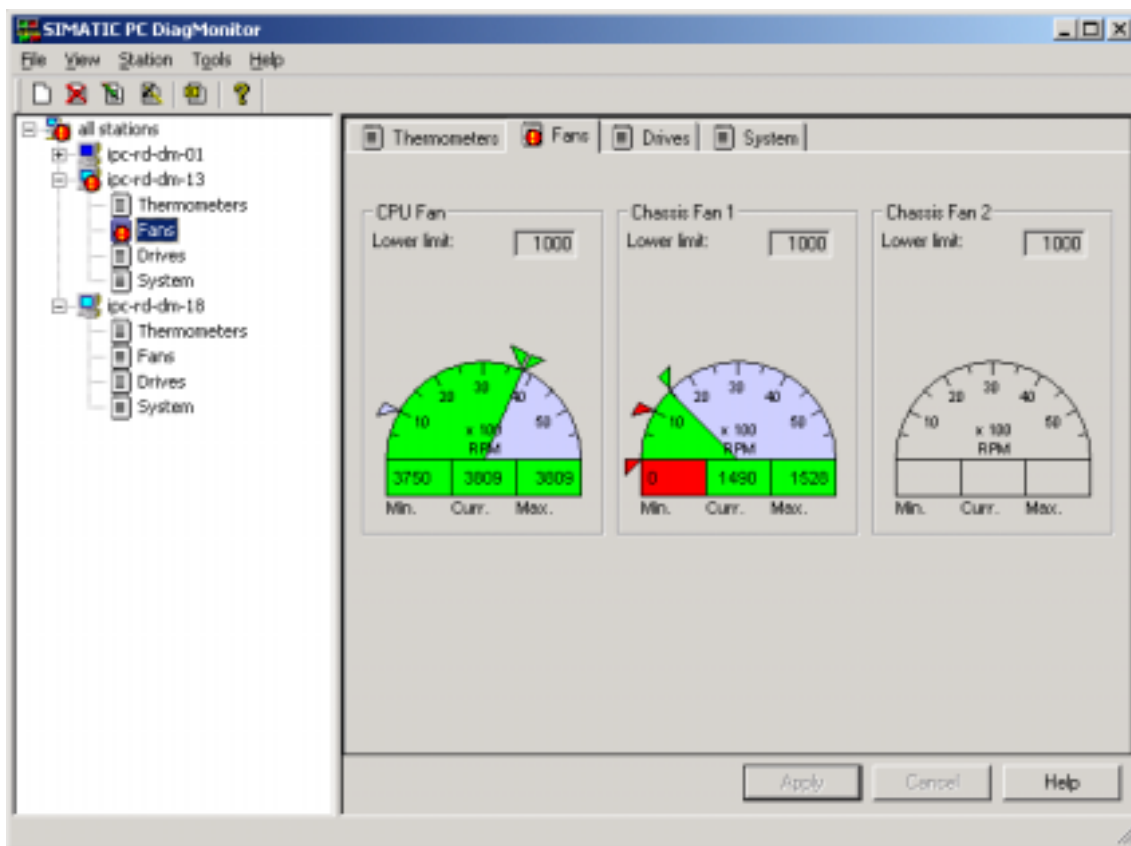 SIMATIC PC DiagMonitor
File View Station Tools Help
all stations
ipc-rd-dm-01
ipc-rd-dm-13
Thermometers
Fans
Drives
System
ipc-rd-dm-18
Thermometers
Fans
Drives
System
Thermometers Fans Drives System
CPU Fan
Lower limit: 1000
10 20 30 40 50
x 100
RPM
3750 3809 3809
Min. Curr. Max.
Chassis Fan 1
Lower limit: 1000
10 20 30 40 50
x 100
RPM
0 1490 1528
Min. Curr. Max.
Chassis Fan 2
Lower limit: 1000
10 20 30 40 50
x 100
RPM
Min. Curr. Max.
Apply Cancel Help